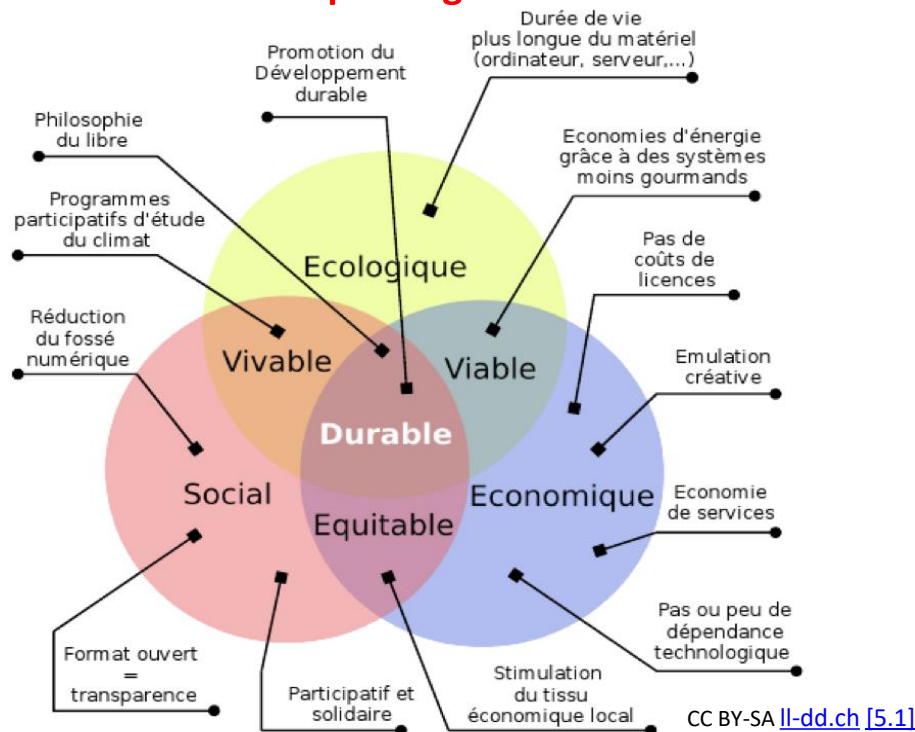 Durée de vie
plus longue du matériel
(ordinateur, serveur,...)
Promotion du
Développement
durable
Philosophie
du libre
Economies d'énergie
grâce à des systèmes
moins gourmands
Programmes
participatifs d'étude
du climat
Pas de
coûts de
licences
Ecologique
Réduction
du fossé
numérique
Vivable
Viable
Emulation
créative
Durable
Social
Economique
Equitable
Economie
de services
Pas ou peu de
dépendance
technologique
Format ouvert
=
transparence
Participatif et
solidaire
Stimulation
du tissu
économique local
CC BY-SA ll-dd.ch [5.1]